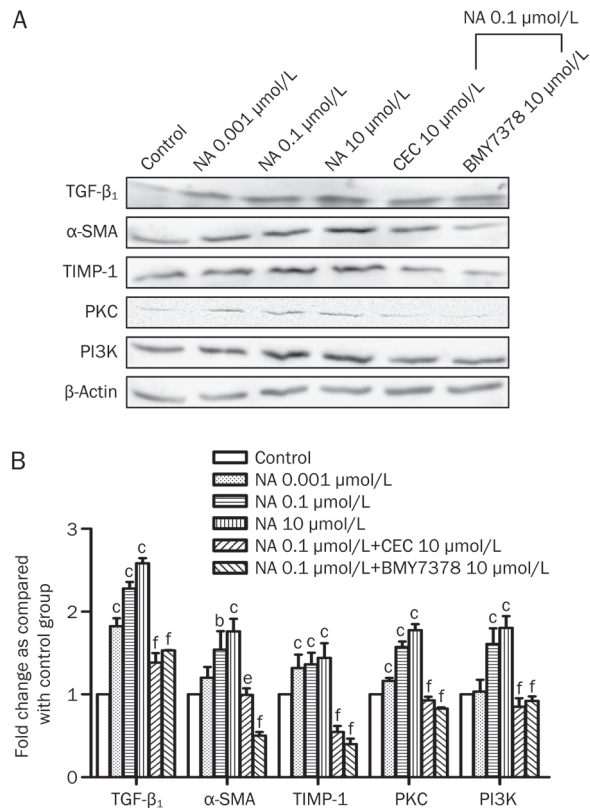 A
NA 0.1 µmol/L
Control
NA 0.001 µmol/L
NA 0.1 µmol/L
NA 10 µmol/L
CEC 10 µmol/L
BMY7378 10 µmol/L
TGF-β₁
α-SMA
TIMP-1
PKC
PI3K
β-Actin
B
Control
NA 0.001 µmol/L
NA 0.1 µmol/L
NA 10 µmol/L
NA 0.1 µmol/L+CEC 10 µmol/L
NA 0.1 µmol/L+BMY7378 10 µmol/L
Fold change as compared
with control group
3
2
1
0
c c c f f
b c e f
c c c f f
c c c f f
c c f f
TGF-β₁ α-SMA TIMP-1 PKC PI3K